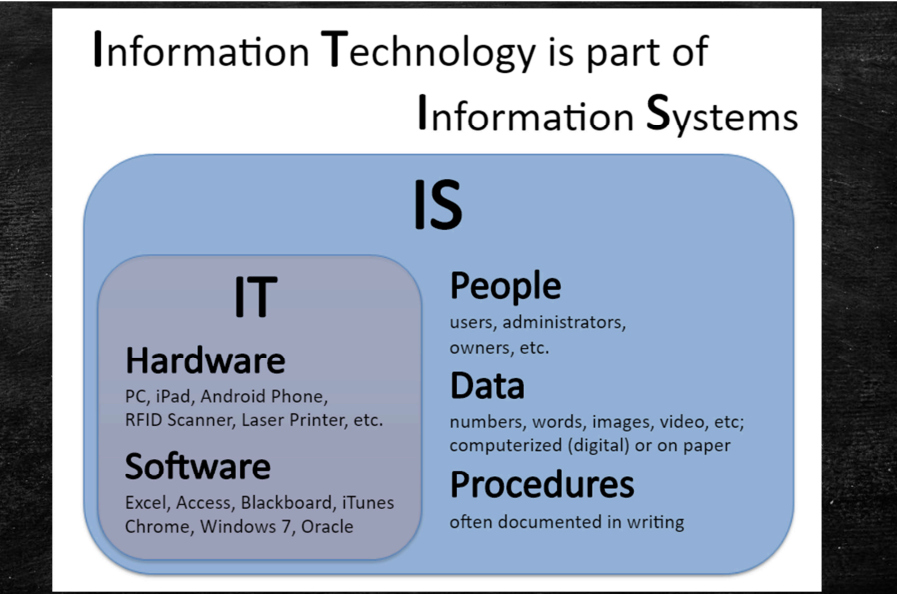 Information Technology is part of
Information Systems
IS
IT
Hardware
PC, iPad, Android Phone,
RFID Scanner, Laser Printer, etc.
Software
Excel, Access, Blackboard, iTunes
Chrome, Windows 7, Oracle
People
users, administrators,
owners, etc.
Data
numbers, words, images, video, etc;
computerized (digital) or on paper
Procedures
often documented in writing